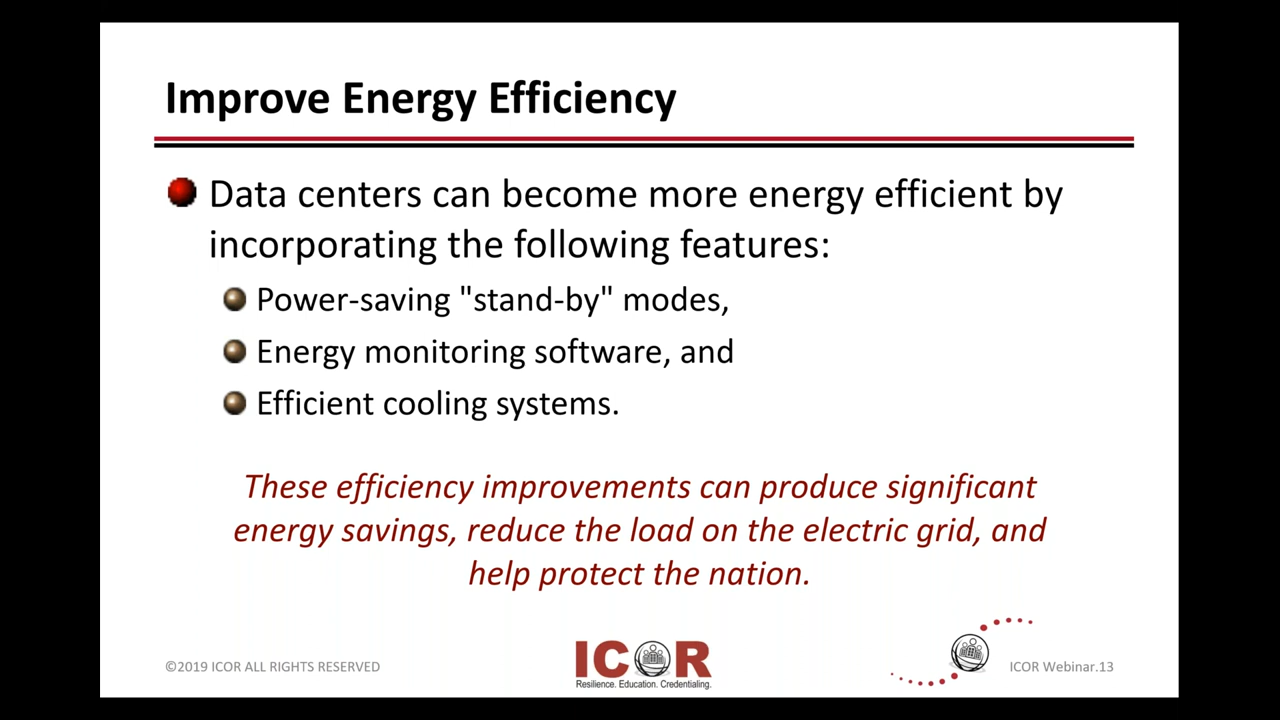 Improve Energy Efficiency
Data centers can become more energy efficient by
incorporating the following features:
Power-saving "stand-by" modes,
Energy monitoring software, and
Efficient cooling systems.
These efficiency improvements can produce significant
energy savings, reduce the load on the electric grid, and
help protect the nation.
©2019 ICOR ALL RIGHTS RESERVED
ICOR
Resilience. Education. Credentialing.
ICOR Webinar.13